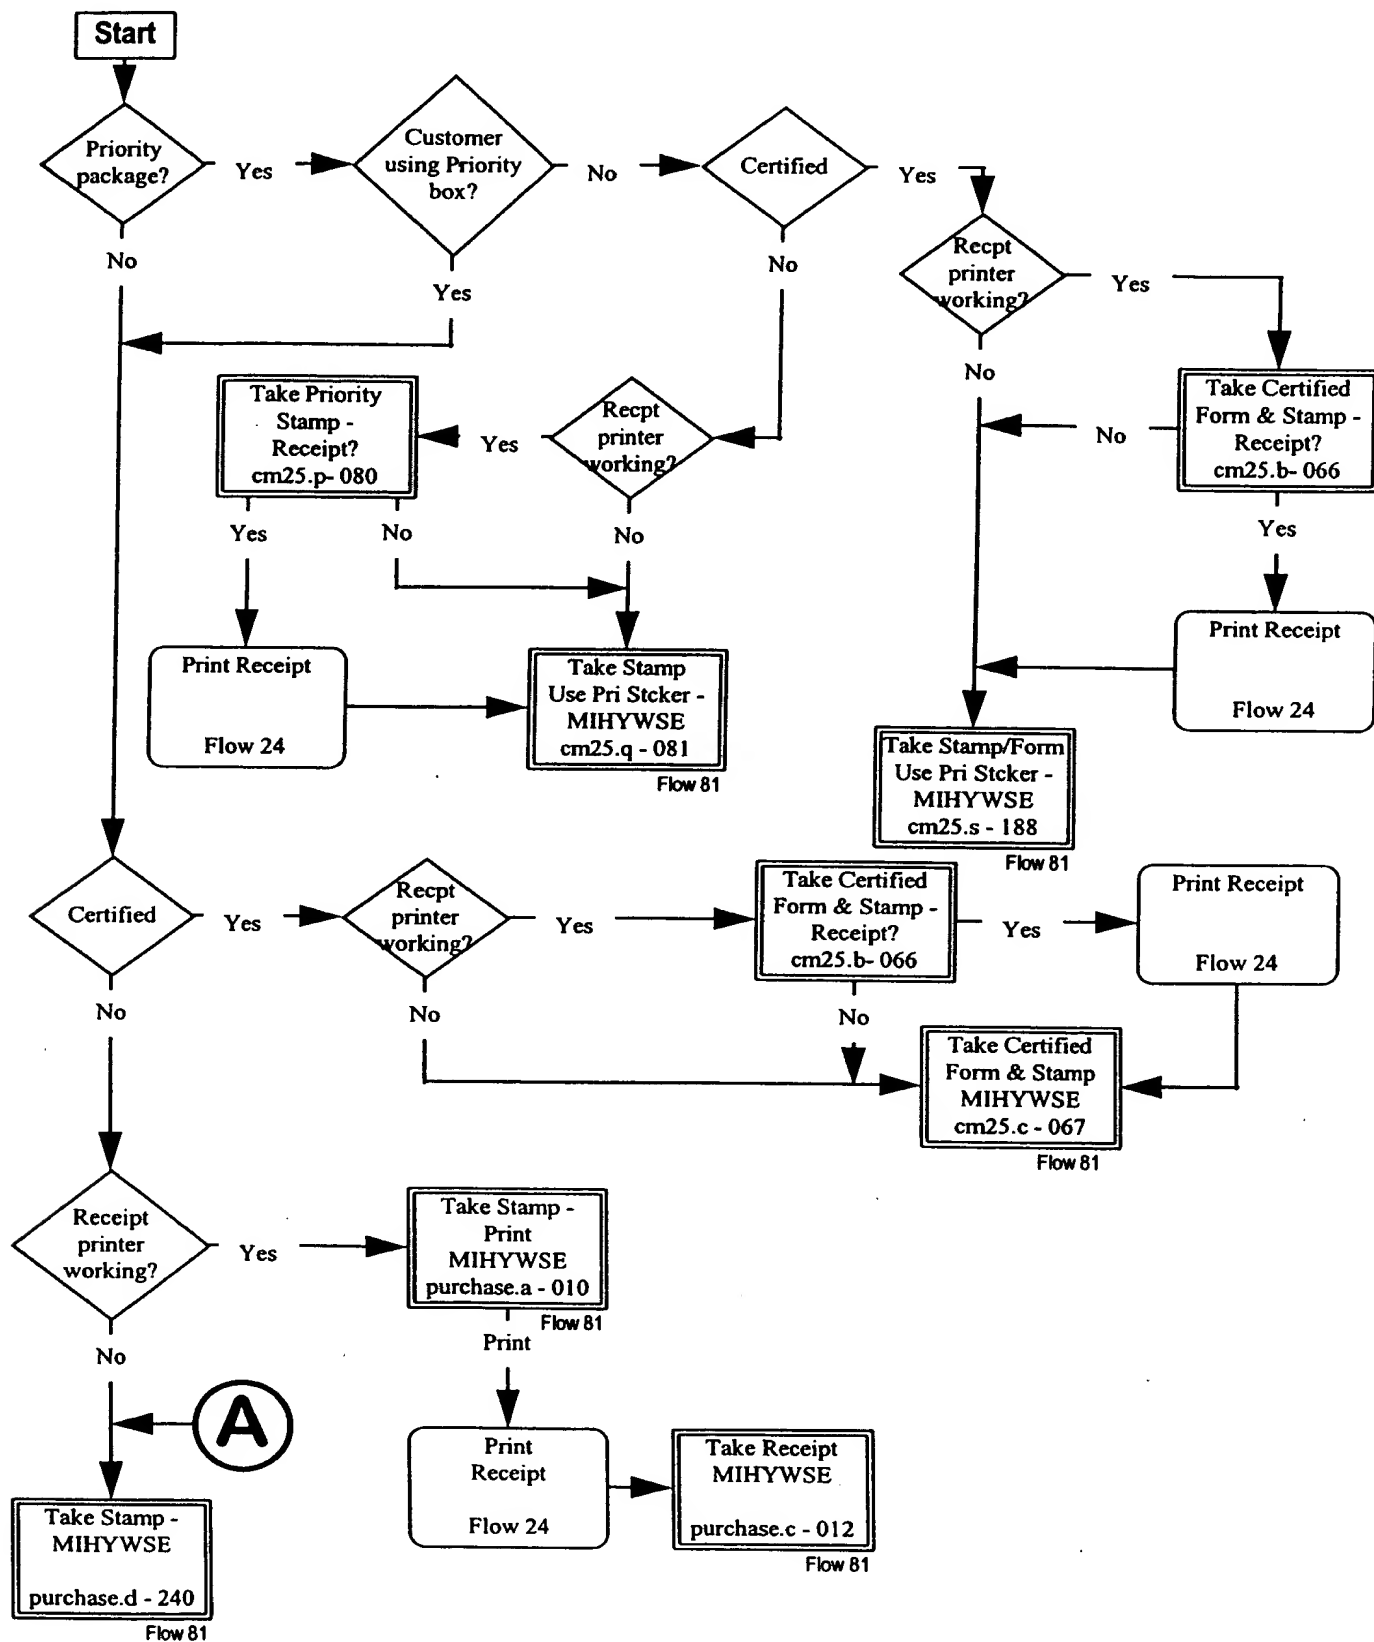 Start
Priority
package?
Yes
Customer
using Priority
box?
No
Certified
Yes
No
Yes
No
Recpt
printer
working?
Yes
No
Take Certified
Form & Stamp -
Receipt?
cm25.b- 066
No
Yes
Print Receipt
Flow 24
Take Stamp/Form
Use Pri Stcker -
MIHYWSE
cm25.s - 188
Flow 81
Take Priority
Stamp -
Receipt?
cm25.p- 080
Yes
Recpt
printer
working?
Yes
No
No
Print Receipt
Flow 24
Take Stamp
Use Pri Stcker -
MIHYWSE
cm25.q - 081
Flow 81
Certified
Yes
Recpt
printer
working?
Yes
Take Certified
Form & Stamp -
Receipt?
cm25.b- 066
Yes
Print Receipt
Flow 24
No
No
No
Take Certified
Form & Stamp
MIHYWSE
cm25.c - 067
Flow 81
Receipt
printer
working?
Yes
Take Stamp -
Print
MIHYWSE
purchase.a - 010
Flow 81
Print
No
A
Print
Receipt
Flow 24
Take Receipt
MIHYWSE
purchase.c - 012
Flow 81
Take Stamp -
MIHYWSE
purchase.d - 240
Flow 81